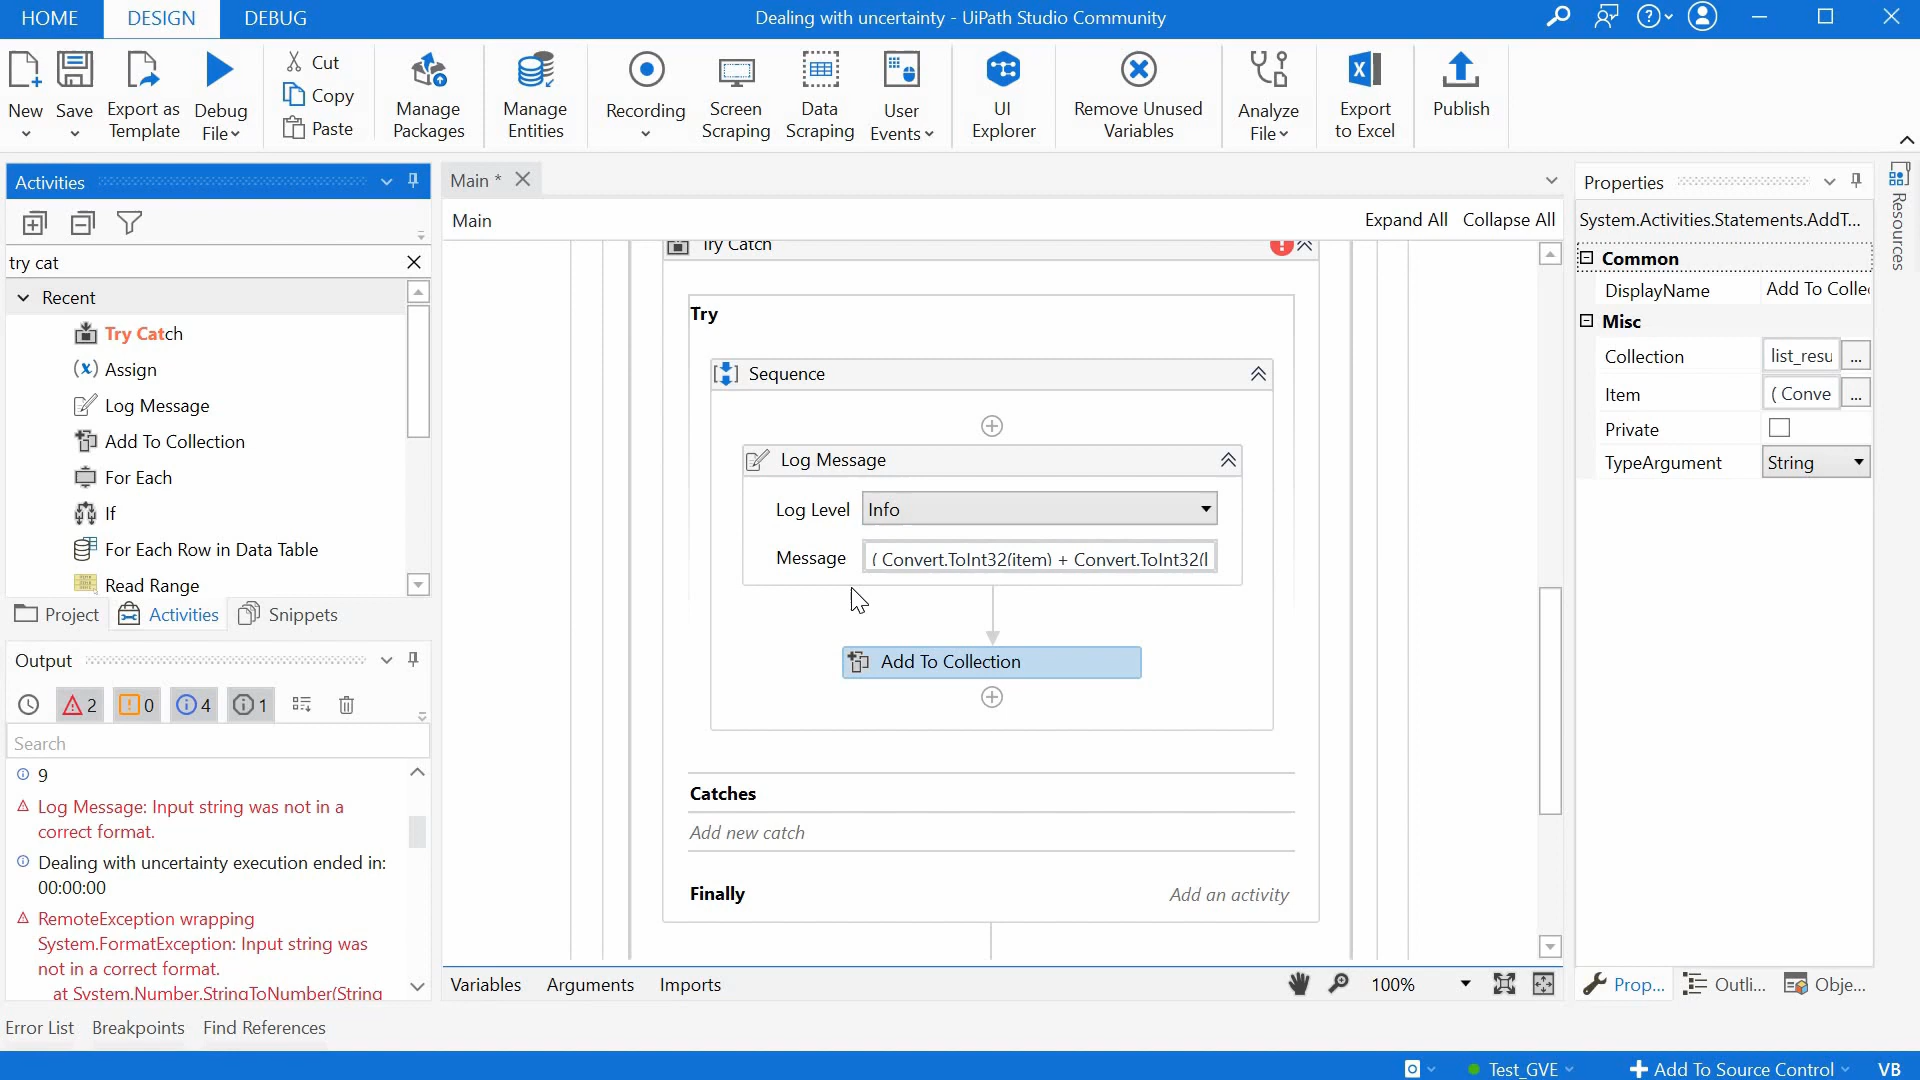 HOME DESIGN DEBUG Dealing with uncertainty - UiPath Studio Community
New Save Export as Template Debug File Cut Copy Paste Manage Packages Manage Entities Recording Screen Scraping Data Scraping User Events UI Explorer Remove Unused Variables Analyze File Export to Excel Publish
Activities
try cat
Recent
Try Catch
Assign
Log Message
Add To Collection
For Each
If
For Each Row in Data Table
Read Range
Project Activities Snippets
Output
2 0 4 1
Search
9
Log Message: Input string was not in a
correct format.
Dealing with uncertainty execution ended in:
00:00:00
RemoteException wrapping
System.FormatException: Input string was
not in a correct format.
at System.Number.StringToNumber(String
Error List Breakpoints Find References
Main *
Main Expand All Collapse All
Try Catch
Try
Sequence
Log Message
Log Level Info
Message ( Convert.ToInt32(item) + Convert.ToInt32(l
Add To Collection
Catches
Add new catch
Finally Add an activity
Variables Arguments Imports 100%
Properties
System.Activities.Statements.AddT...
Common
DisplayName Add To Collec
Misc
Collection list_resu ...
Item ( Conve ...
Private
TypeArgument String
Prop... Outli... Obje...
Resources
Test_GVE Add To Source Control VB